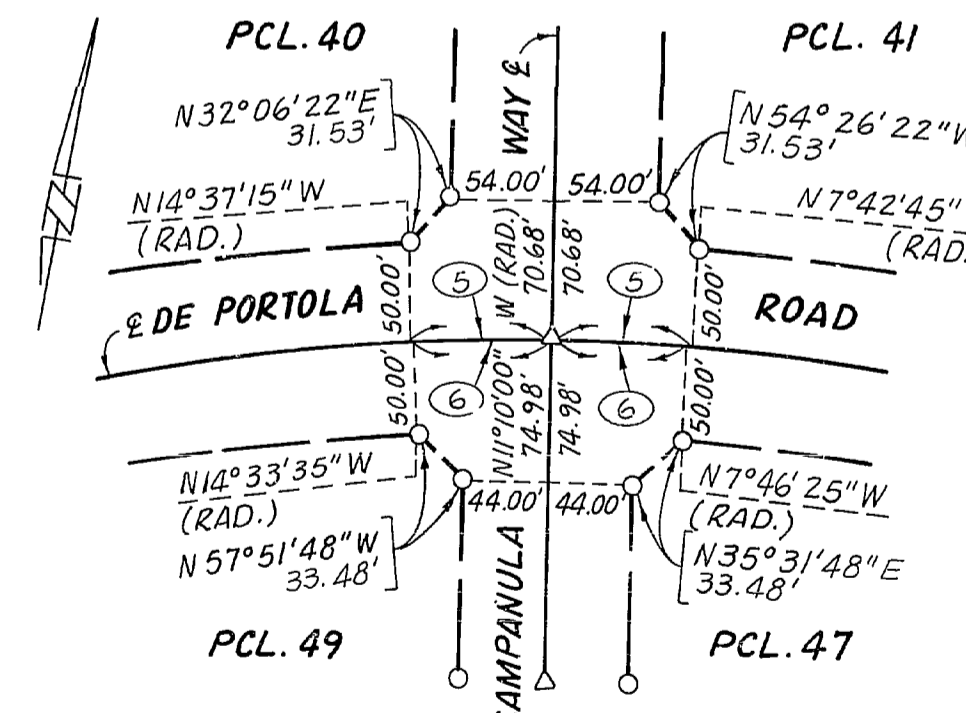 PCL. 40
PCL. 41
WAY ℄
N32°06'22"E
31.53'
N54°26'22"W
31.53'
54.00'
54.00'
N14°37'15"W
(RAD.)
N7°42'45"
(RAD.
50.00'
W (RAD.)
70.68'
70.68'
50.00'
5
5
℄ DE PORTOLA
ROAD
50.00'
6
N11°10'00"
74.98'
74.98'
6
50.00'
N14°33'35"W
(RAD.)
N7°46'25"W
(RAD.)
44.00'
44.00'
N57°51'48"W
33.48'
N35°31'48"E
33.48'
PCL. 49
AMPANULA
PCL. 47